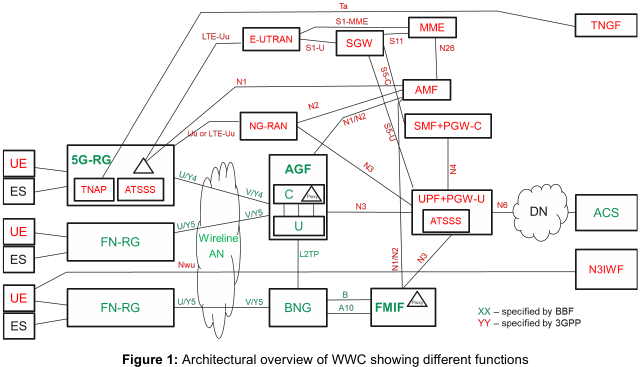 Ta
S1-MME
MME
TNGF
LTE-Uu
E-UTRAN
S1-U
SGW
S11
N26
N1
S5-C
AMF
N2
N1/N2
Uu or LTE-Uu
NG-RAN
S5-U
SMF+PGW-C
5G-RG
UE
ES
TNAP
ATSSS
U/Y4
V/Y4
AGF
C
U
N3
N4
UPF+PGW-U
ATSSS
N6
DN
ACS
UE
ES
FN-RG
U/Y5
V/Y5
Wireline
AN
N3
L2TP
N1/N2
N3
N3IWF
Nwu
UE
ES
FN-RG
U/Y5
V/Y5
BNG
B
A10
FMIF
XX – specified by BBF
YY – specified by 3GPP
Figure 1: Architectural overview of WWC showing different functions